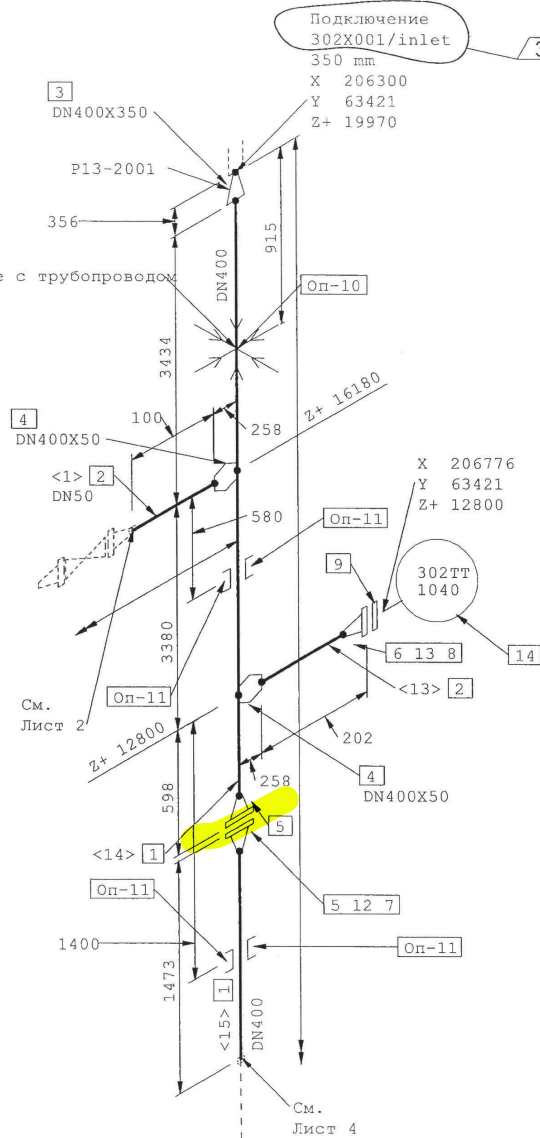 Подключение
302X001/inlet
350 mm
X 206300
Y 63421
Z+ 19970
3
3
DN400X350
P13-2001
356
915
DN400
е с трубопроводом
Оп-10
3434
Z+ 16180
100
258
4
DN400X50
<1> 2
DN50
580
Оп-11
X 206776
Y 63421
Z+ 12800
9
302TT
1040
3380
Оп-11
6 13 8
14
<13> 2
См.
Лист 2
Z+ 12800
202
258
4
DN400X50
598
5
<14> 1
Оп-11
5 12 7
1400
Оп-11
1473
<15> 1
DN400
См.
Лист 4